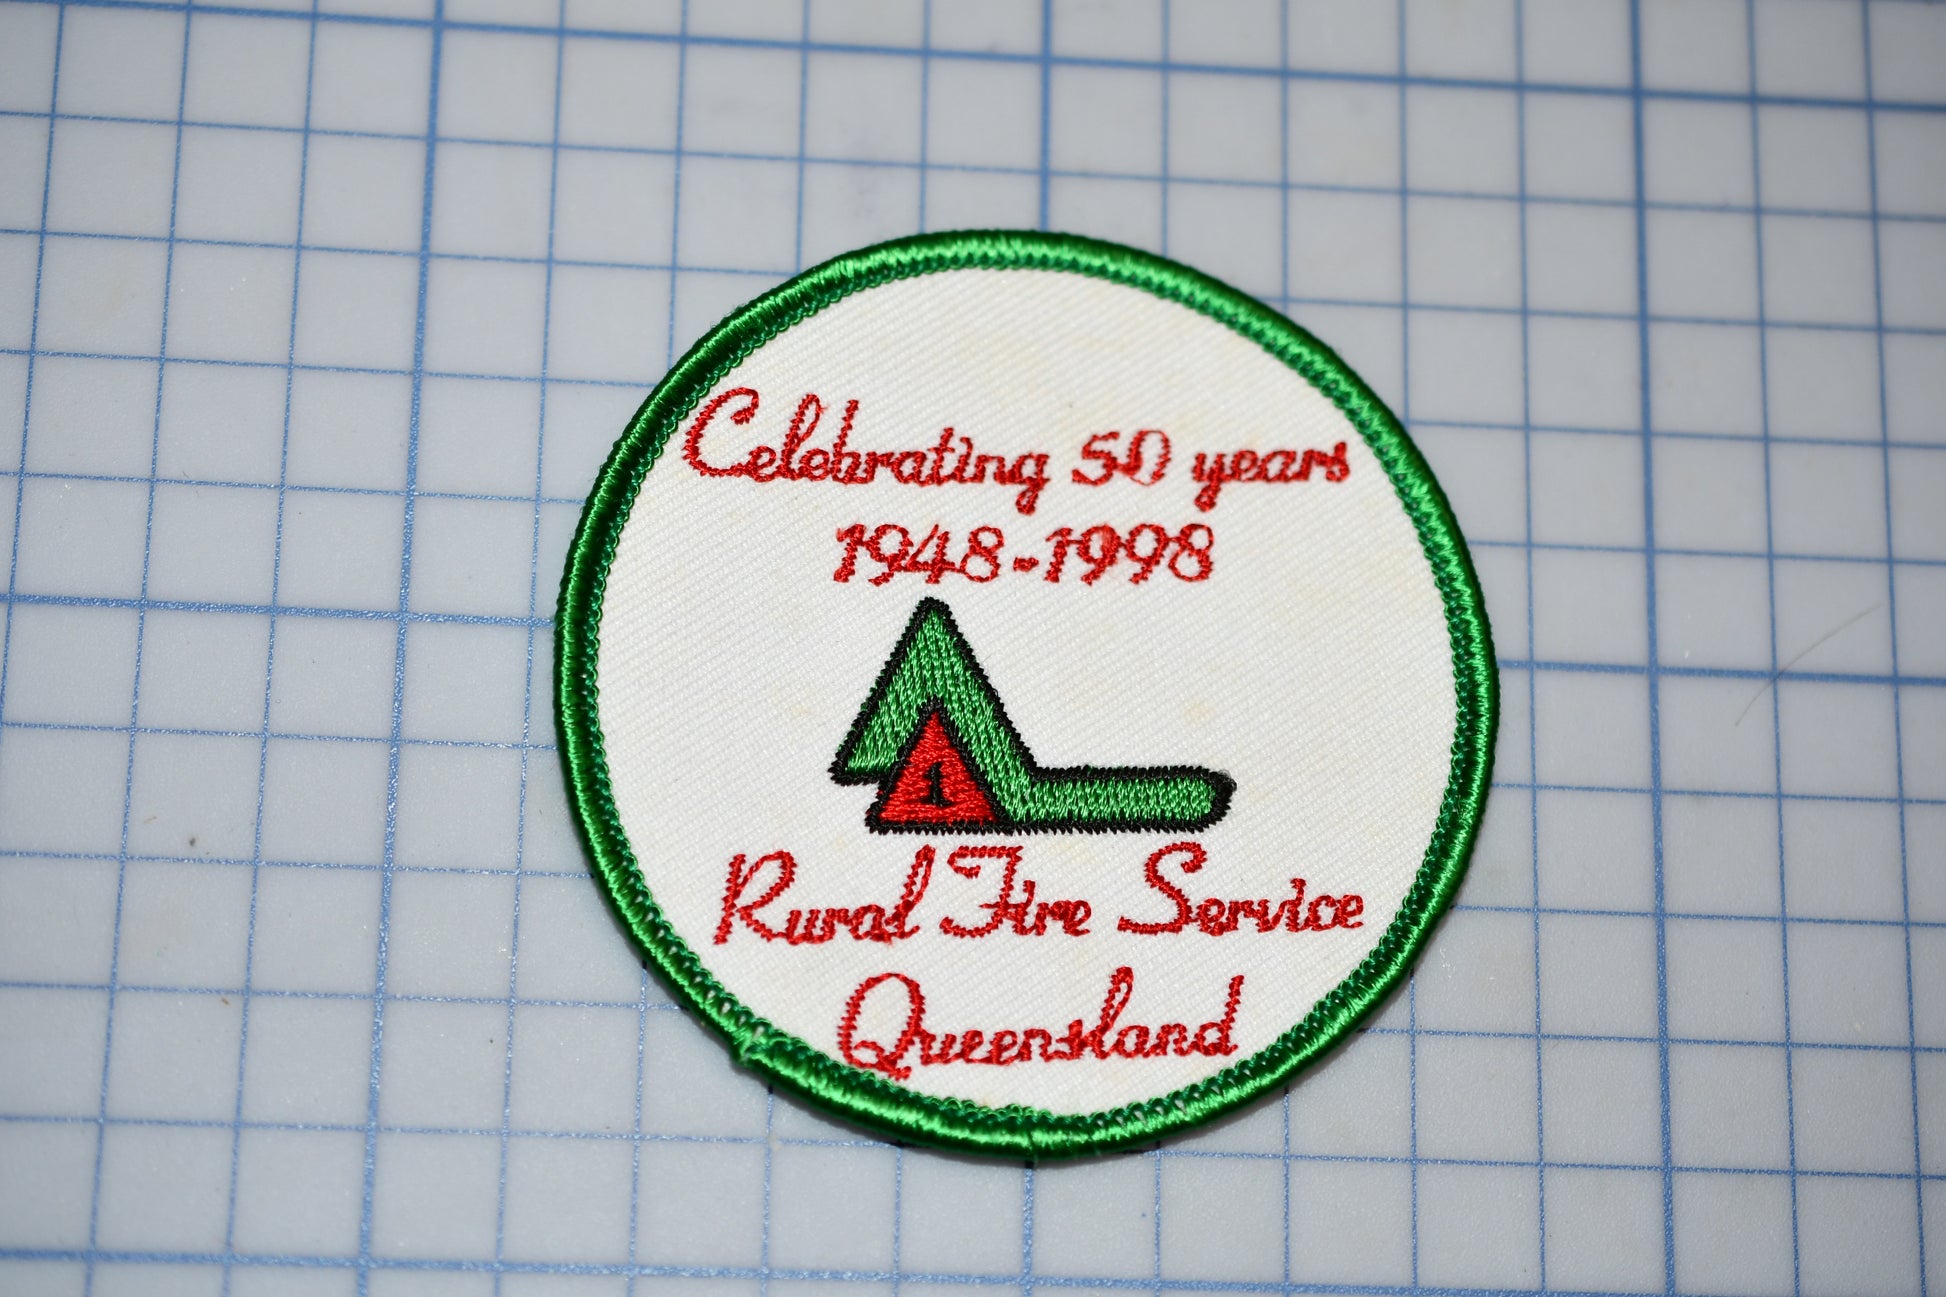 Celebrating 50 years
1948-1998
1
Rural Fire Service
Queensland